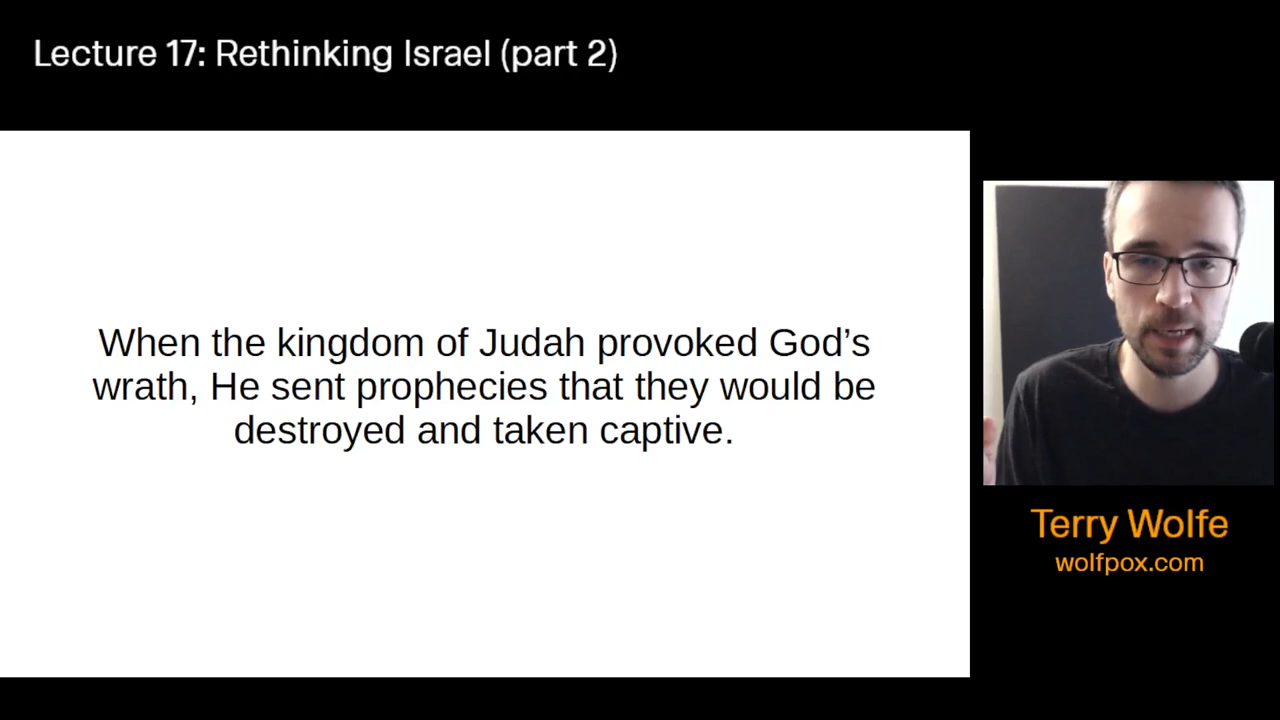 Lecture 17: Rethinking Israel (part 2)
When the kingdom of Judah provoked God’s
wrath, He sent prophecies that they would be
destroyed and taken captive.
Terry Wolfe
wolfpox.com